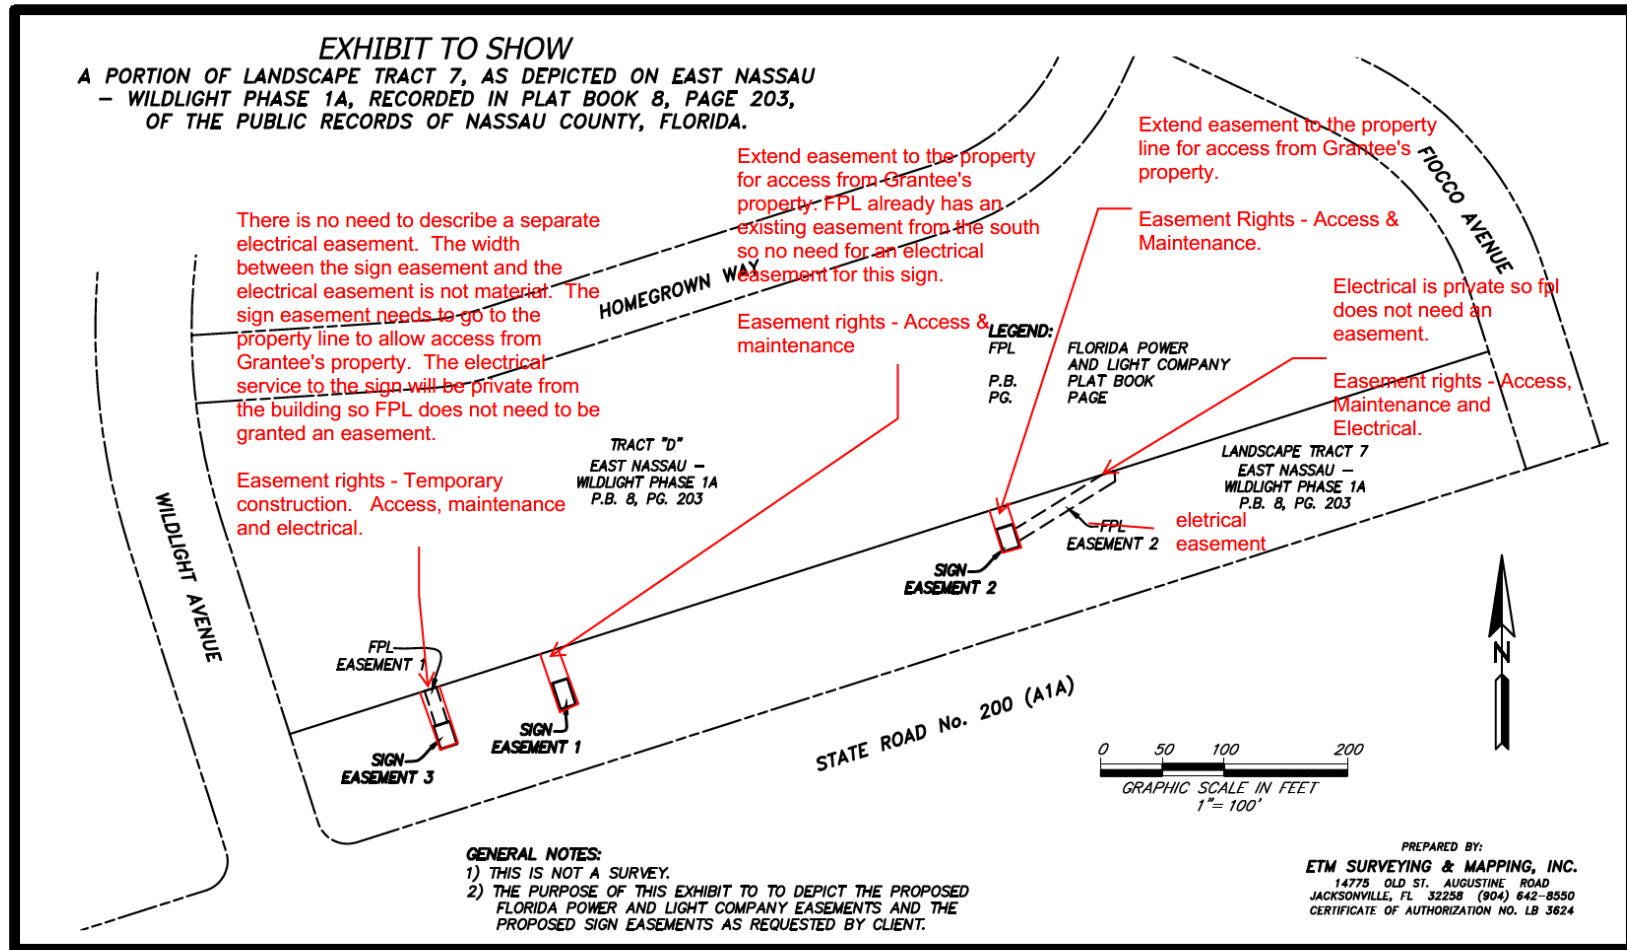 EXHIBIT TO SHOW
A PORTION OF LANDSCAPE TRACT 7, AS DEPICTED ON EAST NASSAU
– WILDLIGHT PHASE 1A, RECORDED IN PLAT BOOK 8, PAGE 203,
OF THE PUBLIC RECORDS OF NASSAU COUNTY, FLORIDA.
There is no need to describe a separate
electrical easement. The width
between the sign easement and the
electrical easement is not material. The
sign easement needs to go to the
property line to allow access from
Grantee's property. The electrical
service to the sign will be private from
the building so FPL does not need to be
granted an easement.
Easement rights - Temporary
construction. Access, maintenance
and electrical.
Extend easement to the property
for access from Grantee's
property. FPL already has an
existing easement from the south
so no need for an electrical
easement for this sign.
Easement rights - Access &
maintenance
Extend easement to the property
line for access from Grantee's
property.
Easement Rights - Access &
Maintenance.
Electrical is private so fpl
does not need an
easement.
Easement rights - Access,
Maintenance and
Electrical.
HOMEGROWN WAY
FIOCCO AVENUE
WILDLIGHT AVENUE
STATE ROAD No. 200 (A1A)
LEGEND:
FPL FLORIDA POWER
AND LIGHT COMPANY
P.B. PLAT BOOK
PG. PAGE
TRACT "D"
EAST NASSAU –
WILDLIGHT PHASE 1A
P.B. 8, PG. 203
LANDSCAPE TRACT 7
EAST NASSAU –
WILDLIGHT PHASE 1A
P.B. 8, PG. 203
FPL
EASEMENT 2
eletrical
easement
SIGN
EASEMENT 2
FPL
EASEMENT 1
SIGN
EASEMENT 1
SIGN
EASEMENT 3
N
0 50 100 200
GRAPHIC SCALE IN FEET
1"= 100'
GENERAL NOTES:
1) THIS IS NOT A SURVEY.
2) THE PURPOSE OF THIS EXHIBIT TO TO DEPICT THE PROPOSED
FLORIDA POWER AND LIGHT COMPANY EASEMENTS AND THE
PROPOSED SIGN EASEMENTS AS REQUESTED BY CLIENT.
PREPARED BY:
ETM SURVEYING & MAPPING, INC.
14775 OLD ST. AUGUSTINE ROAD
JACKSONVILLE, FL 32258 (904) 642–8550
CERTIFICATE OF AUTHORIZATION NO. LB 3624